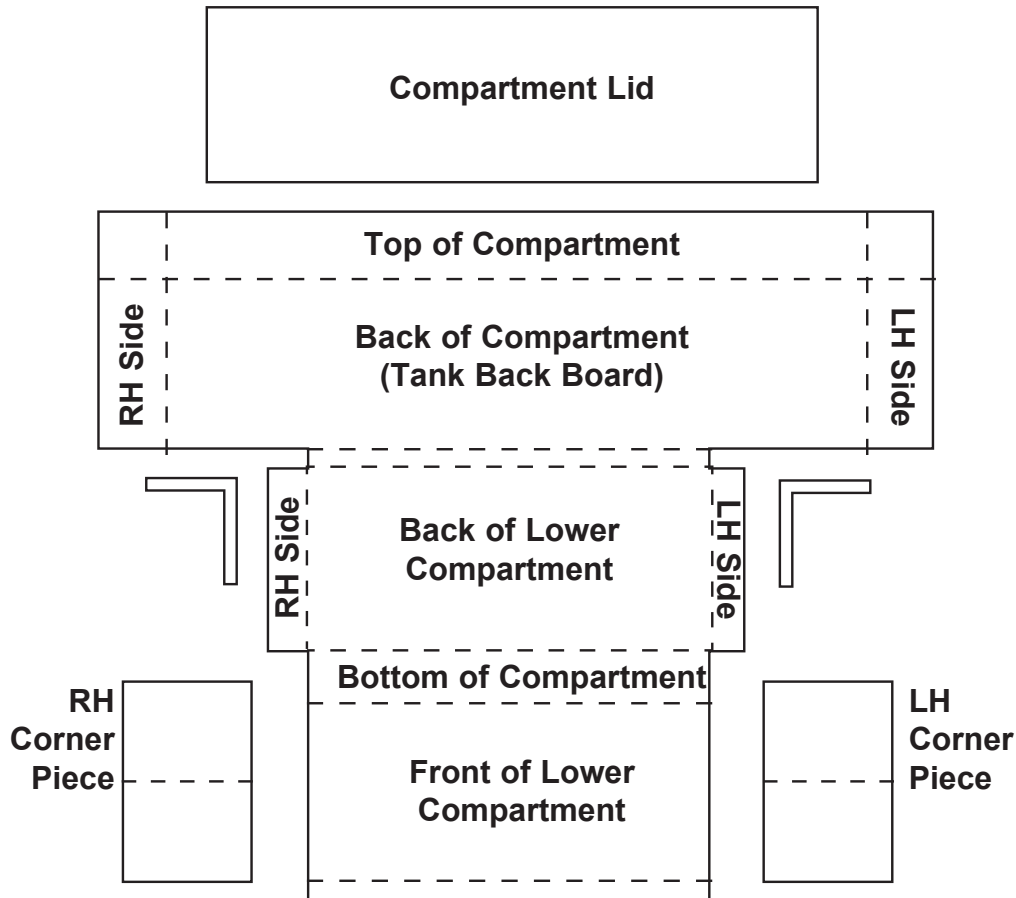 Compartment Lid
Top of Compartment
RH Side
Back of Compartment
(Tank Back Board)
LH Side
RH Side
Back of Lower
Compartment
LH Side
Bottom of Compartment
RH
Corner
Piece
Front of Lower
Compartment
LH
Corner
Piece